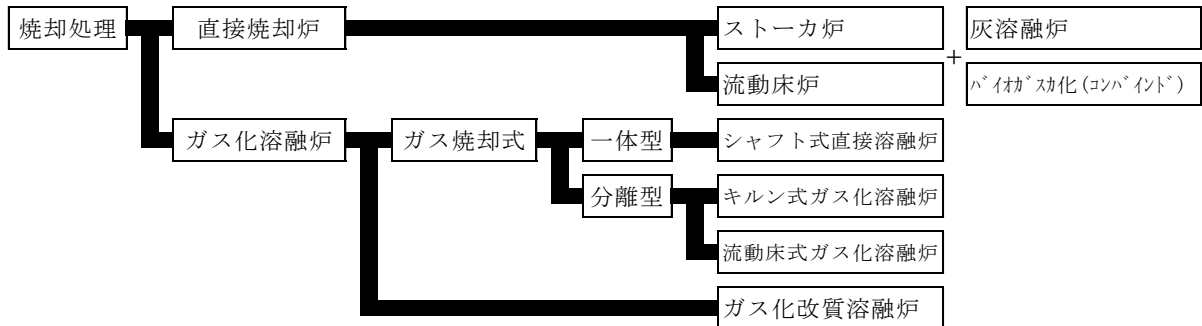 焼却処理
直接焼却炉
ストーカ炉
灰溶融炉
+
流動床炉
ﾊﾞｲｵｶﾞｽｶ化(ｺﾝﾊﾞｲﾝﾄﾞ)
ガス化溶融炉
ガス焼却式
一体型
シャフト式直接溶融炉
分離型
キルン式ガス化溶融炉
流動床式ガス化溶融炉
ガス化改質溶融炉